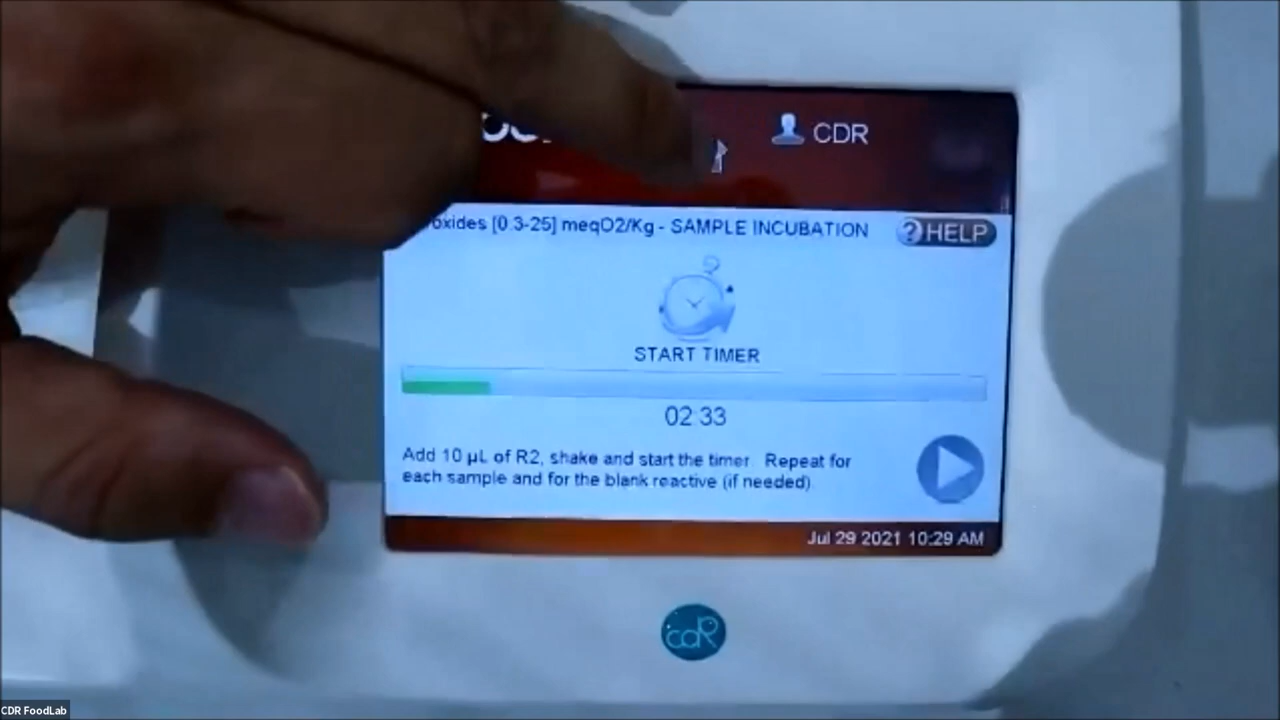 CDR
oxides [0.3-25] meqO2/Kg - SAMPLE INCUBATION
?HELP
START TIMER
02:33
Add 10 µL of R2, shake and start the timer. Repeat for
each sample and for the blank reactive (if needed)
Jul 29 2021 10:29 AM
cdR
CDR FoodLab